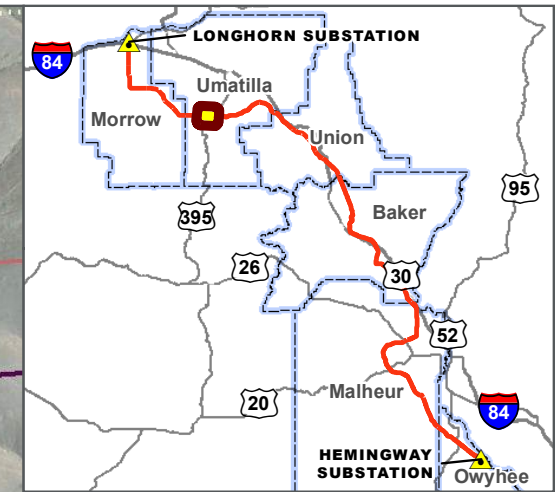 LONGHORN SUBSTATION
84
Umatilla
Morrow
Union
95
Baker
395
26
30
52
Malheur
20
84
HEMINGWAY
SUBSTATION
Owyhee